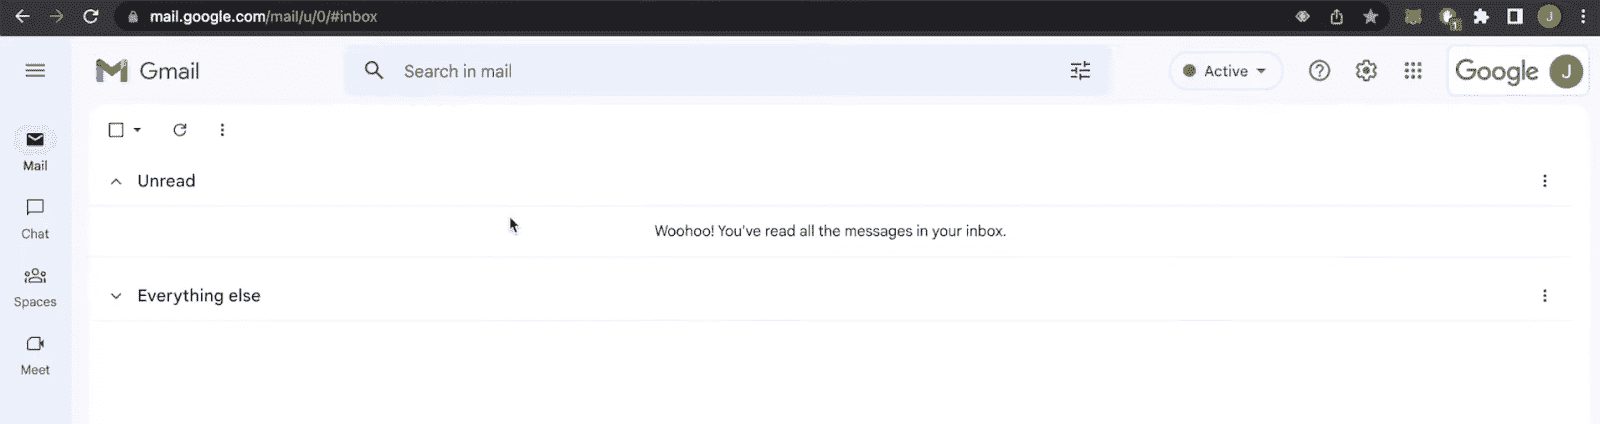 mail.google.com/mail/u/0/#inbox
1
J
Gmail
Search in mail
Active
Google
J
Mail
Unread
Chat
Woohoo! You've read all the messages in your inbox.
Spaces
Everything else
Meet